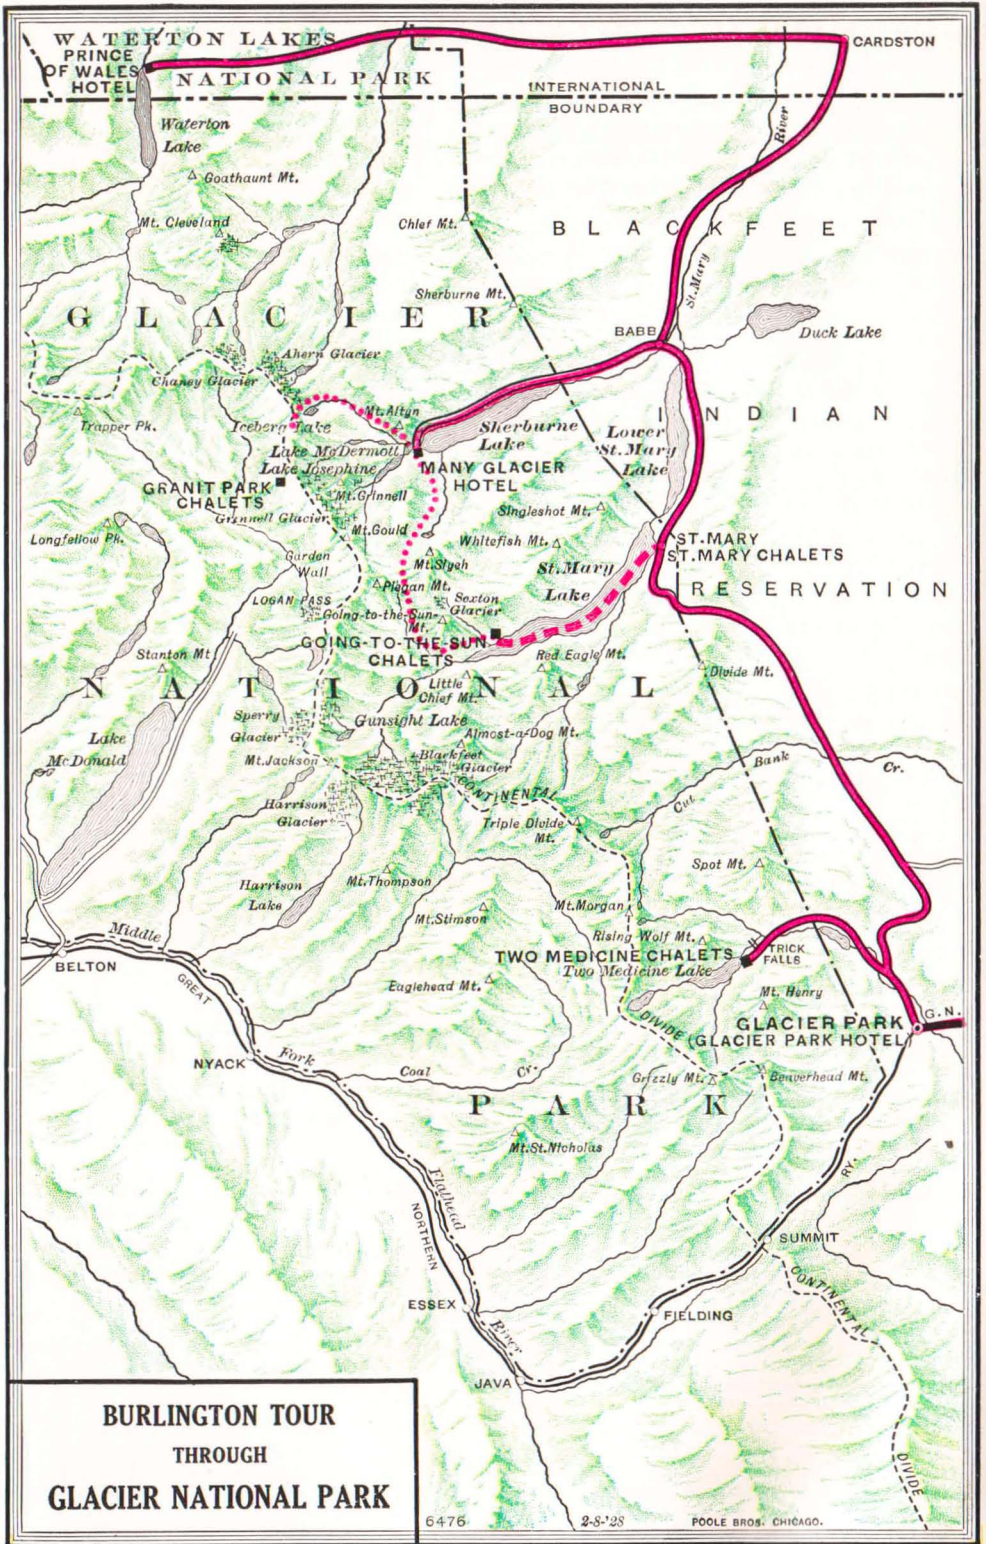 WATERTON LAKES
PRINCE
OF WALES
HOTEL
NATIONAL PARK
CARDSTON
INTERNATIONAL
BOUNDARY
Waterton
Lake
River
Goathaunt Mt.
Mt. Cleveland
Chief Mt.
BLACKFEET
St. Mary
Sherburne Mt.
GLACIER
BABB
Duck Lake
Ahern Glacier
Chaney Glacier
Mt. Altyn
Trapper Pk.
Iceberg Lake
Sherburne
Lake
INDIAN
Lower
St. Mary
Lake
Lake McDermott
Lake Josephine
MANY GLACIER
HOTEL
GRANIT PARK
CHALETS
Mt. Grinnell
Grinnell Glacier
Singleshot Mt.
Longfellow Pk.
Mt. Gould
Whitefish Mt.
ST. MARY
ST. MARY CHALETS
Garden
Wall
Mt. Siyeh
St. Mary
Lake
Piegan Mt.
RESERVATION
LOGAN PASS
Sexton
Glacier
Going-to-the-Sun-
Mt.
GOING-TO-THE-SUN
CHALETS
Stanton Mt
Red Eagle Mt.
Divide Mt.
NATIONAL
Little
Chief Mt.
Sperry
Glacier
Gunsight Lake
Almost-a-Dog Mt.
Lake
McDonald
Mt. Jackson
Blackfeet
Glacier
Cut Bank Cr.
CONTINENTAL
Harrison
Glacier
Triple Divide
Mt.
Spot Mt.
Mt. Thompson
Harrison
Lake
Mt. Stimson
Mt. Morgan
Rising Wolf Mt.
Middle
TWO MEDICINE CHALETS
TRICK
FALLS
Two Medicine Lake
BELTON
GREAT
Eaglehead Mt.
Mt. Henry
DIVIDE
GLACIER PARK
(GLACIER PARK HOTEL)
G.N.
NYACK
Fork
Coal Cr.
Grizzly Mt.
Beaverhead Mt.
PARK
Mt. St. Nicholas
RY.
Flathead
NORTHERN
SUMMIT
CONTINENTAL
ESSEX
FIELDING
River
JAVA
BURLINGTON TOUR
THROUGH
GLACIER NATIONAL PARK
DIVIDE
6476
2-8-'28
POOLE BROS. CHICAGO.